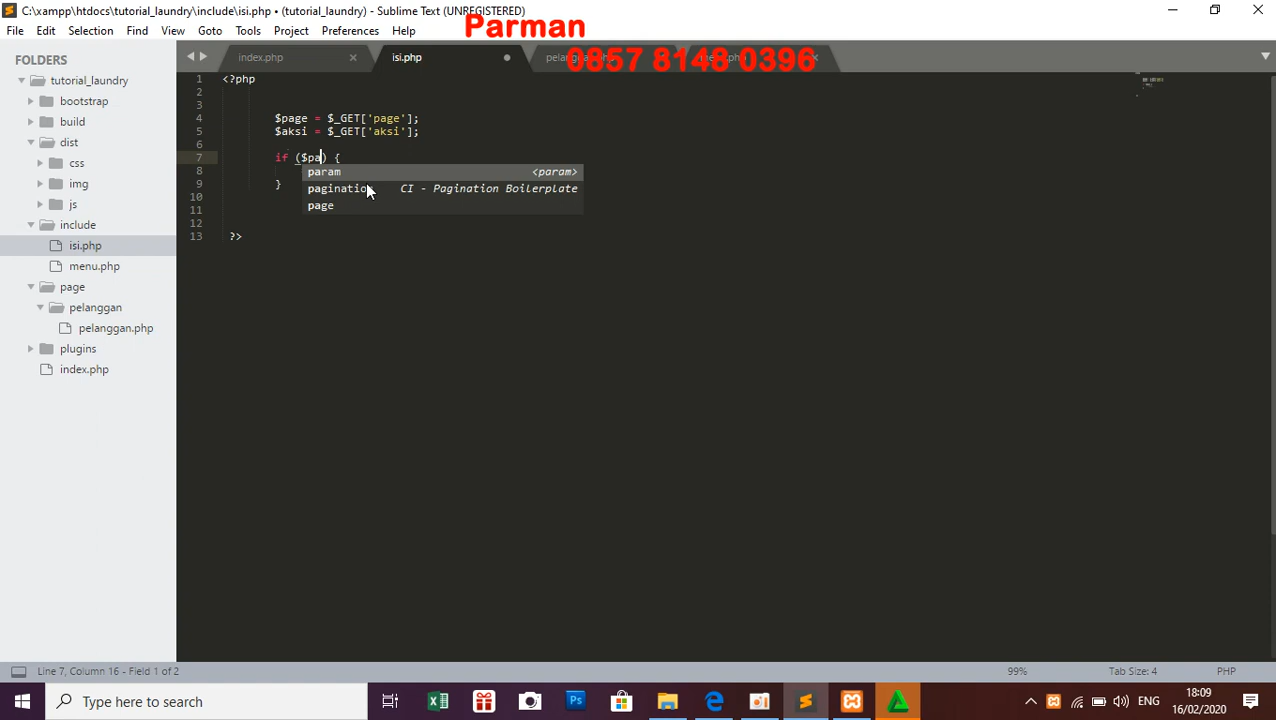 C:\xampp\htdocs\tutorial_laundry\include\isi.php • (tutorial_laundry) - Sublime Text (UNREGISTERED)
Parman
File Edit Selection Find View Goto Tools Project Preferences Help
0857 8148 0396
FOLDERS
tutorial_laundry
bootstrap
build
dist
css
img
js
include
isi.php
menu.php
page
pelanggan
pelanggan.php
plugins
index.php
index.php isi.php
1 <?php
2
3
4 $page = $_GET['page'];
5 $aksi = $_GET['aksi'];
6
7 if ($pa) {
param <param>
8
pagination CI - Pagination Boilerplate
9 }
page
10
11
12
13 ?>
Line 7, Column 16 - Field 1 of 2 99% Tab Size: 4 PHP
Type here to search
ENG
18:09
16/02/2020